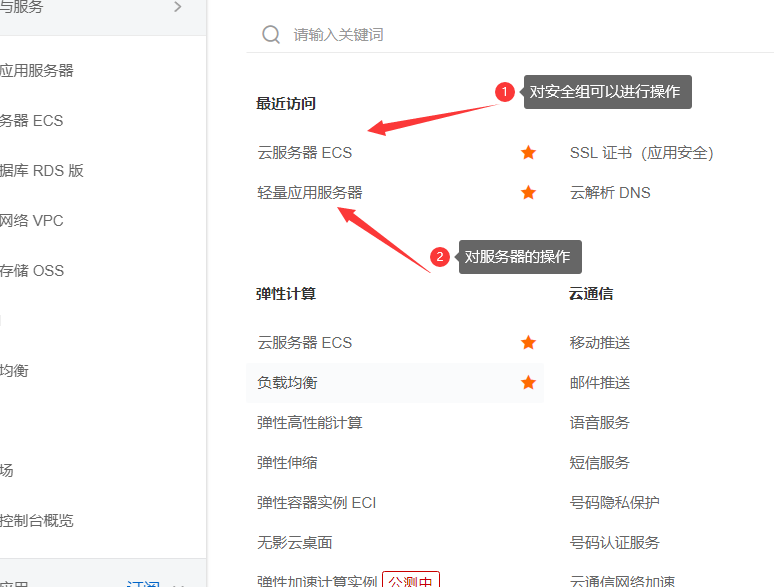 与服务
应用服务器
务器 ECS
据库 RDS 版
网络 VPC
存储 OSS
均衡
场
控制台概览
应用
订阅
请输入关键词
最近访问
1 对安全组可以进行操作
云服务器 ECS
SSL 证书（应用安全）
轻量应用服务器
云解析 DNS
2 对服务器的操作
弹性计算
云服务器 ECS
负载均衡
弹性高性能计算
弹性伸缩
弹性容器实例 ECI
无影云桌面
弹性加速计算实例 公测中
云通信
移动推送
邮件推送
语音服务
短信服务
号码隐私保护
号码认证服务
云通信网络加速